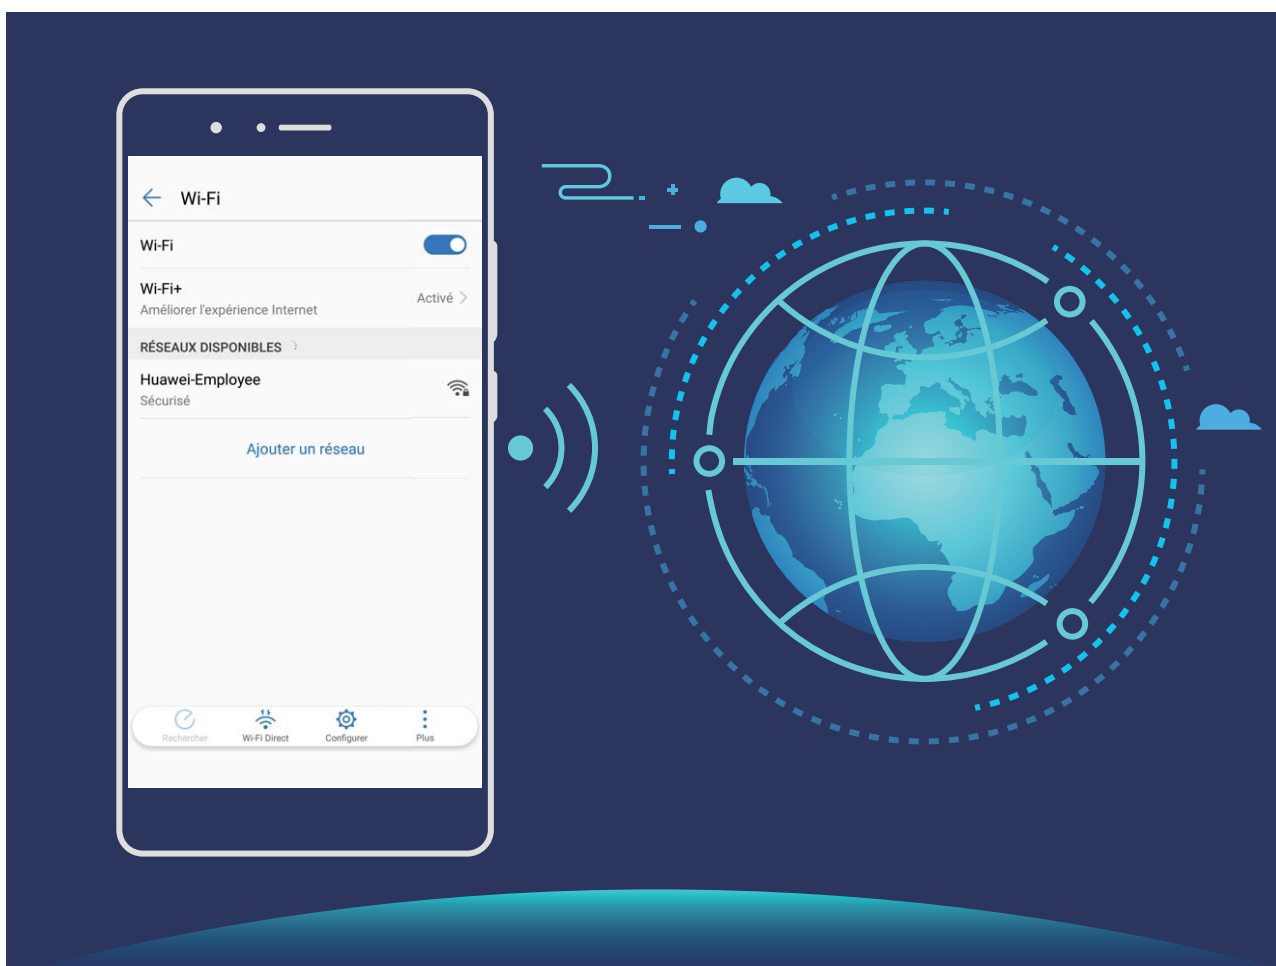 Wi-Fi
Wi-Fi
Wi-Fi+
Améliorer l'expérience Internet
Activé
RÉSEAUX DISPONIBLES
Huawei-Employee
Sécurisé
Ajouter un réseau
Rechercher
Wi-Fi Direct
Configurer
Plus